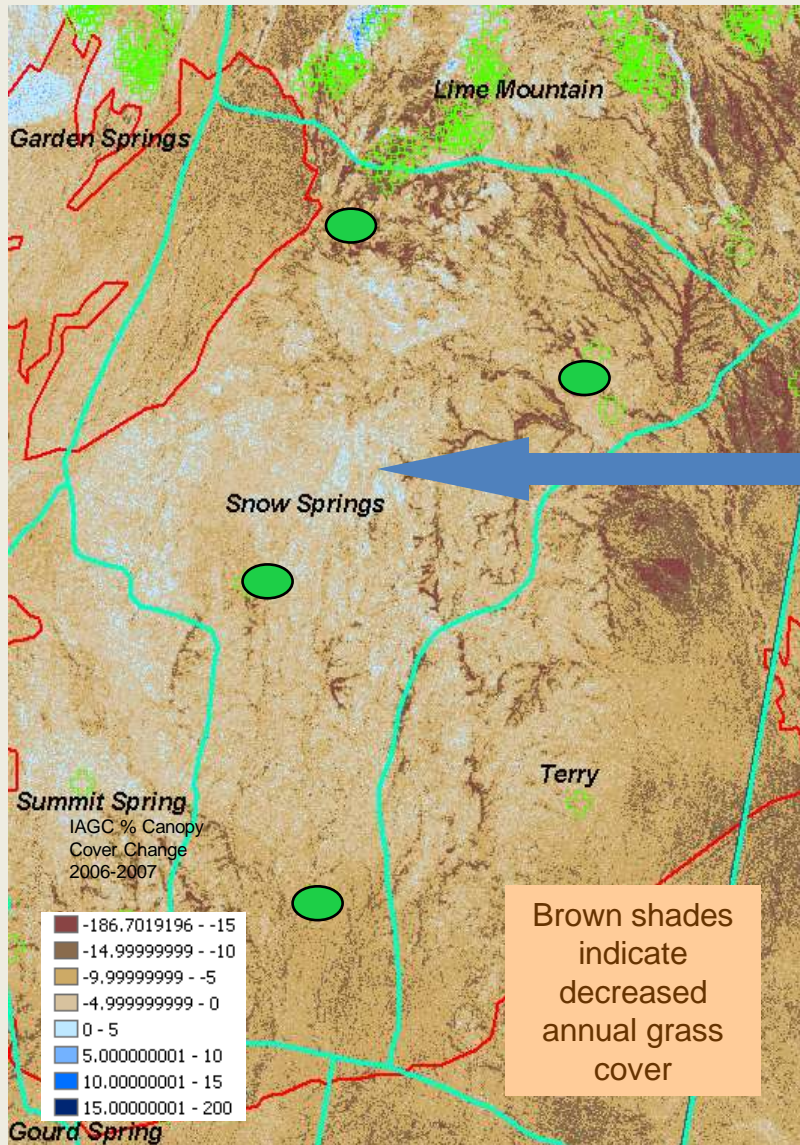 Lime Mountain
Garden Springs
Snow Springs
Terry
Summit Spring
IAGC % Canopy
Cover Change
2006-2007
-186.7019196 - -15
-14.99999999 - -10
-9.99999999 - -5
-4.999999999 - 0
0 - 5
5.000000001 - 10
10.00000001 - 15
15.00000001 - 200
Brown shades
indicate
decreased
annual grass
cover
Gourd Spring